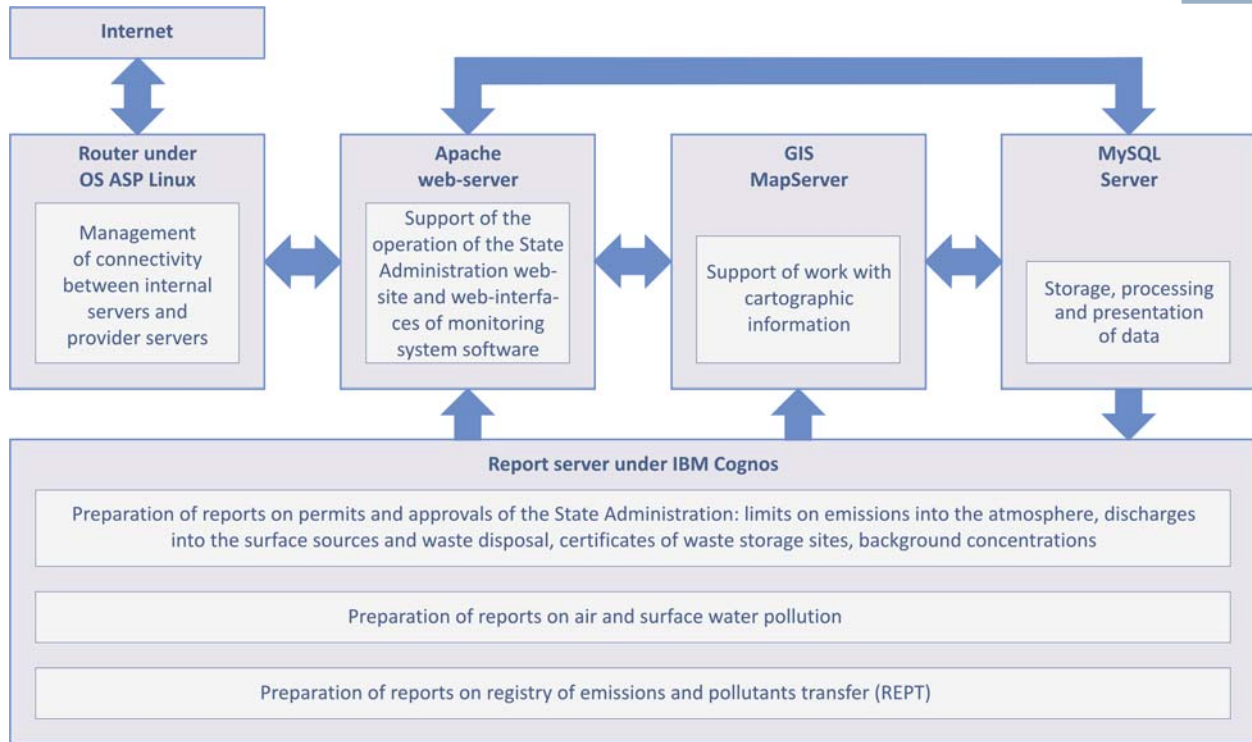 Internet
Router under
OS ASP Linux
Management
of connectivity
between internal
servers and
provider servers
Apache
web-server
Support of the
operation of the State
Administration web-
site and web-interfa-
ces of monitoring
system software
GIS
MapServer
Support of work with
cartographic
information
MySQL
Server
Storage, processing
and presentation
of data
Report server under IBM Cognos
Preparation of reports on permits and approvals of the State Administration: limits on emissions into the atmosphere, discharges
into the surface sources and waste disposal, certificates of waste storage sites, background concentrations
Preparation of reports on air and surface water pollution
Preparation of reports on registry of emissions and pollutants transfer (REPT)